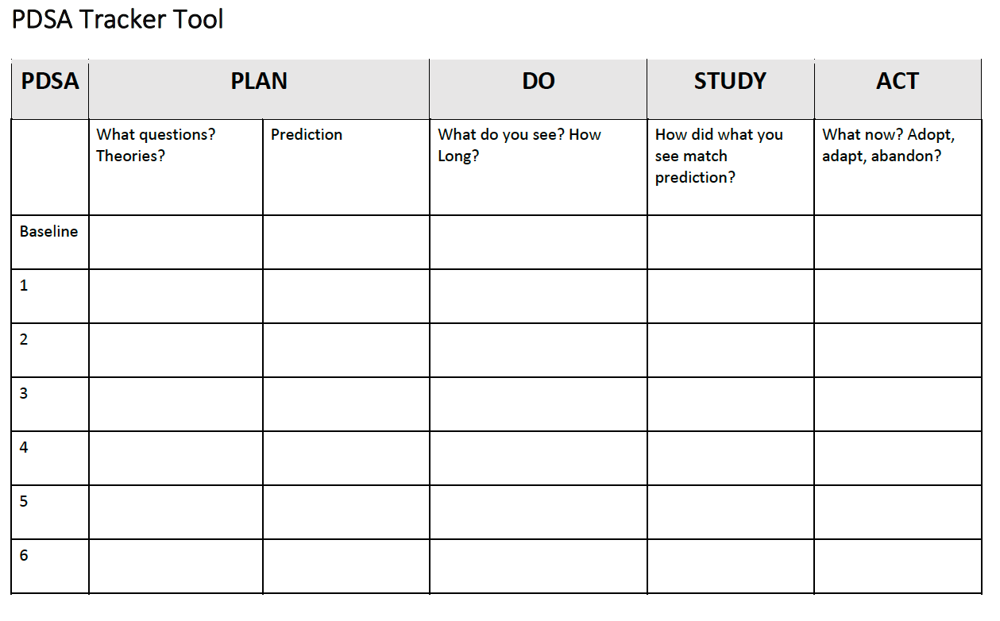 PDSA Tracker Tool
PDSA PLAN DO STUDY ACT
What questions? Theories?
Prediction
What do you see? How Long?
How did what you see match prediction?
What now? Adopt, adapt, abandon?
Baseline
1
2
3
4
5
6